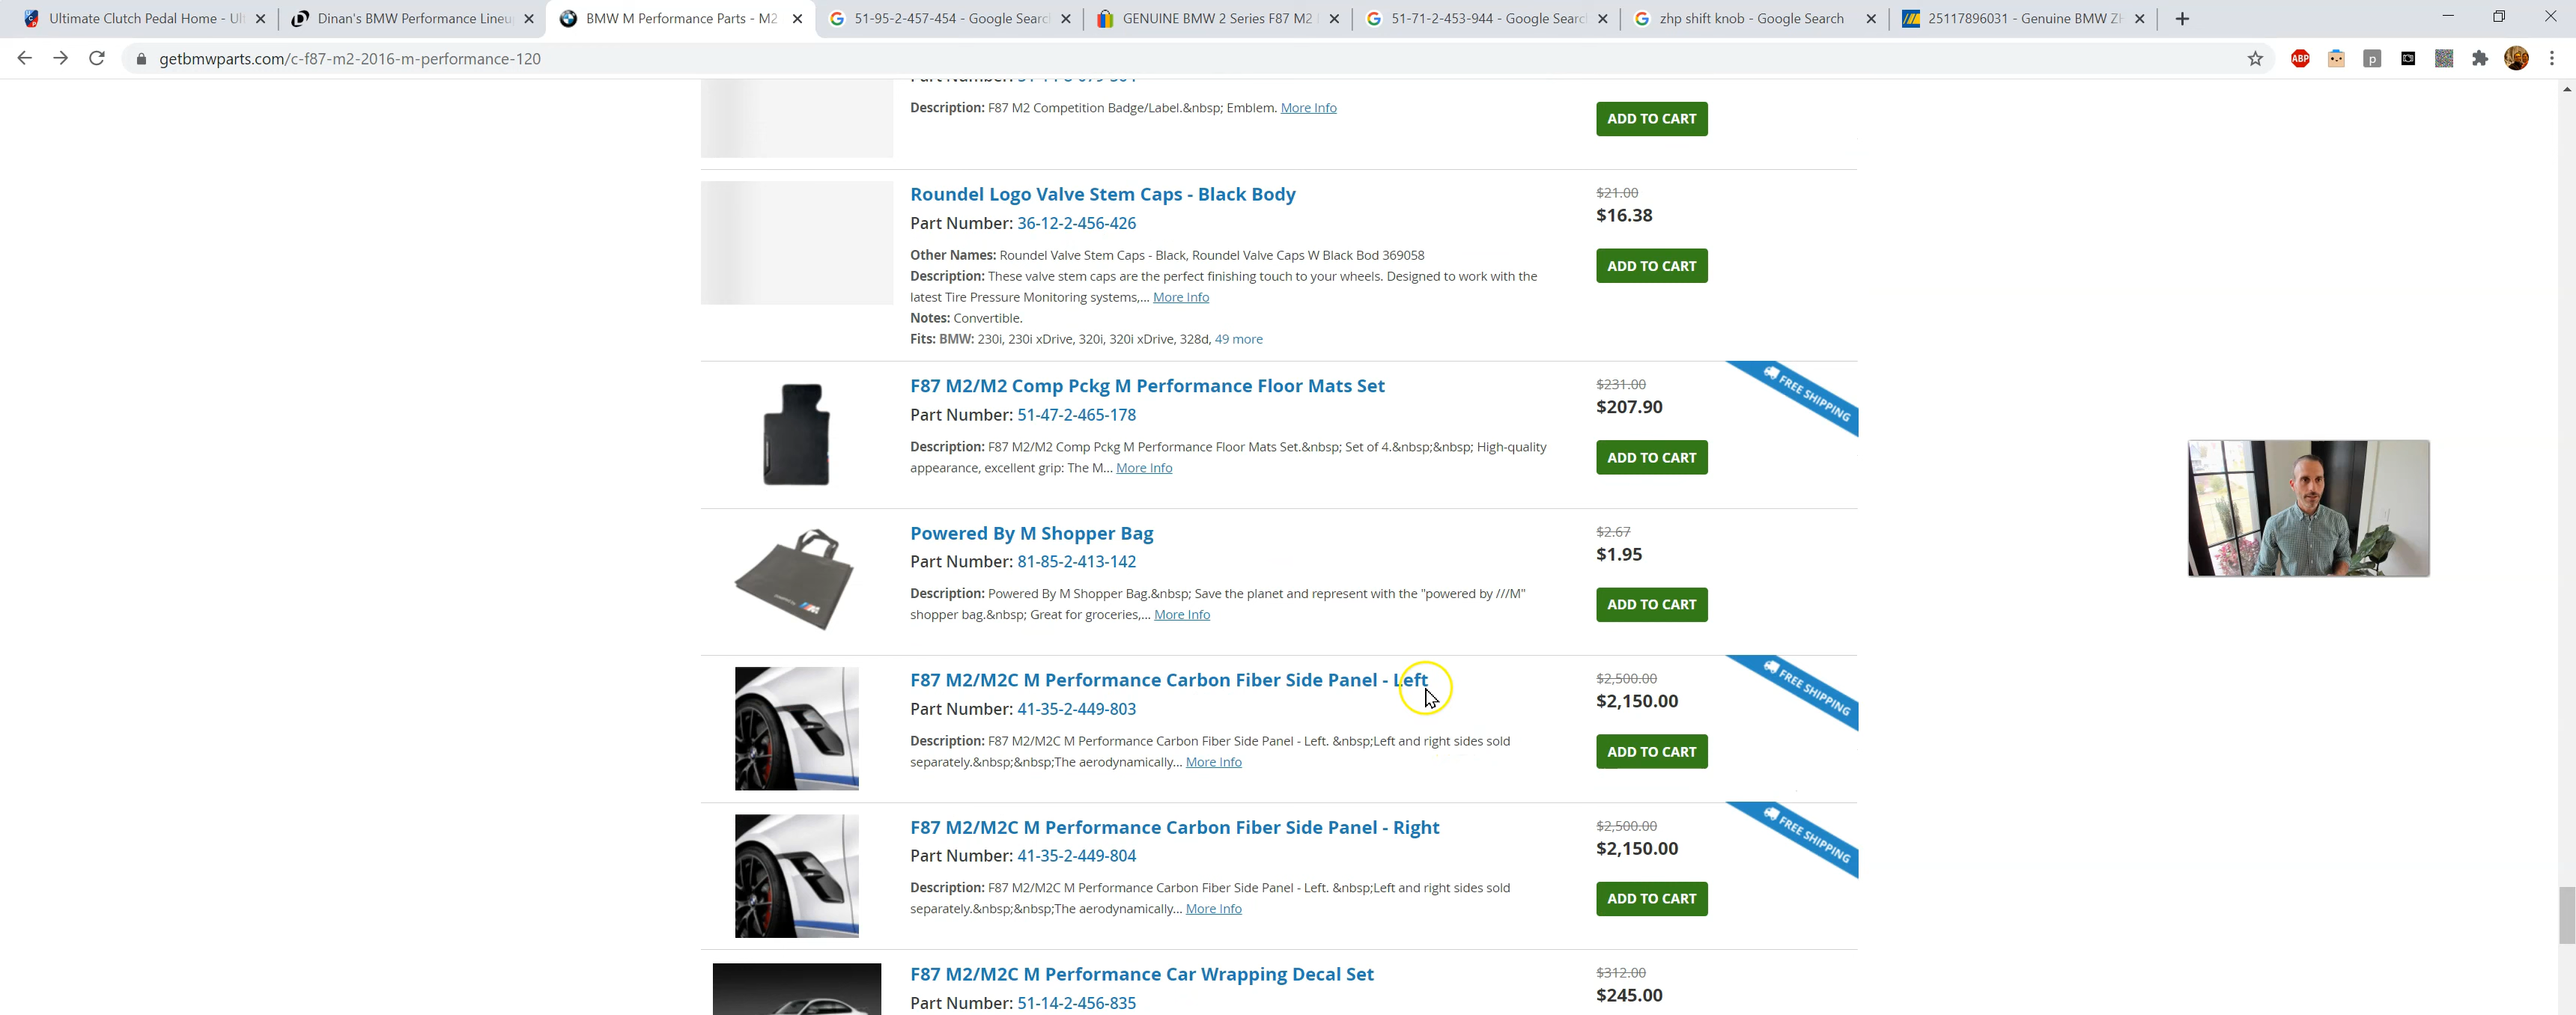 Ultimate Clutch Pedal Home - Ul
Dinan's BMW Performance Lineu
BMW M Performance Parts - M2
51-95-2-457-454 - Google Searc
GENUINE BMW 2 Series F87 M2
51-71-2-453-944 - Google Searc
zhp shift knob - Google Search
25117896031 - Genuine BMW ZH
getbmwparts.com/c-f87-m2-2016-m-performance-120
ABP
p
Description: F87 M2 Competition Badge/Label.&nbsp; Emblem. More Info
ADD TO CART
Roundel Logo Valve Stem Caps - Black Body
Part Number: 36-12-2-456-426
Other Names: Roundel Valve Stem Caps - Black, Roundel Valve Caps W Black Bod 369058
Description: These valve stem caps are the perfect finishing touch to your wheels. Designed to work with the
latest Tire Pressure Monitoring systems,... More Info
Notes: Convertible.
Fits: BMW: 230i, 230i xDrive, 320i, 320i xDrive, 328d, 49 more
$21.00
$16.38
ADD TO CART
F87 M2/M2 Comp Pckg M Performance Floor Mats Set
Part Number: 51-47-2-465-178
Description: F87 M2/M2 Comp Pckg M Performance Floor Mats Set.&nbsp; Set of 4.&nbsp;&nbsp; High-quality
appearance, excellent grip: The M... More Info
$231.00
$207.90
ADD TO CART
FREE SHIPPING
Powered By M Shopper Bag
Part Number: 81-85-2-413-142
Description: Powered By M Shopper Bag.&nbsp; Save the planet and represent with the "powered by ///M"
shopper bag.&nbsp; Great for groceries,... More Info
$2.67
$1.95
ADD TO CART
F87 M2/M2C M Performance Carbon Fiber Side Panel - Left
Part Number: 41-35-2-449-803
Description: F87 M2/M2C M Performance Carbon Fiber Side Panel - Left. &nbsp;Left and right sides sold
separately.&nbsp;&nbsp;The aerodynamically... More Info
$2,500.00
$2,150.00
ADD TO CART
FREE SHIPPING
F87 M2/M2C M Performance Carbon Fiber Side Panel - Right
Part Number: 41-35-2-449-804
Description: F87 M2/M2C M Performance Carbon Fiber Side Panel - Left. &nbsp;Left and right sides sold
separately.&nbsp;&nbsp;The aerodynamically... More Info
$2,500.00
$2,150.00
ADD TO CART
FREE SHIPPING
F87 M2/M2C M Performance Car Wrapping Decal Set
Part Number: 51-14-2-456-835
$312.00
$245.00